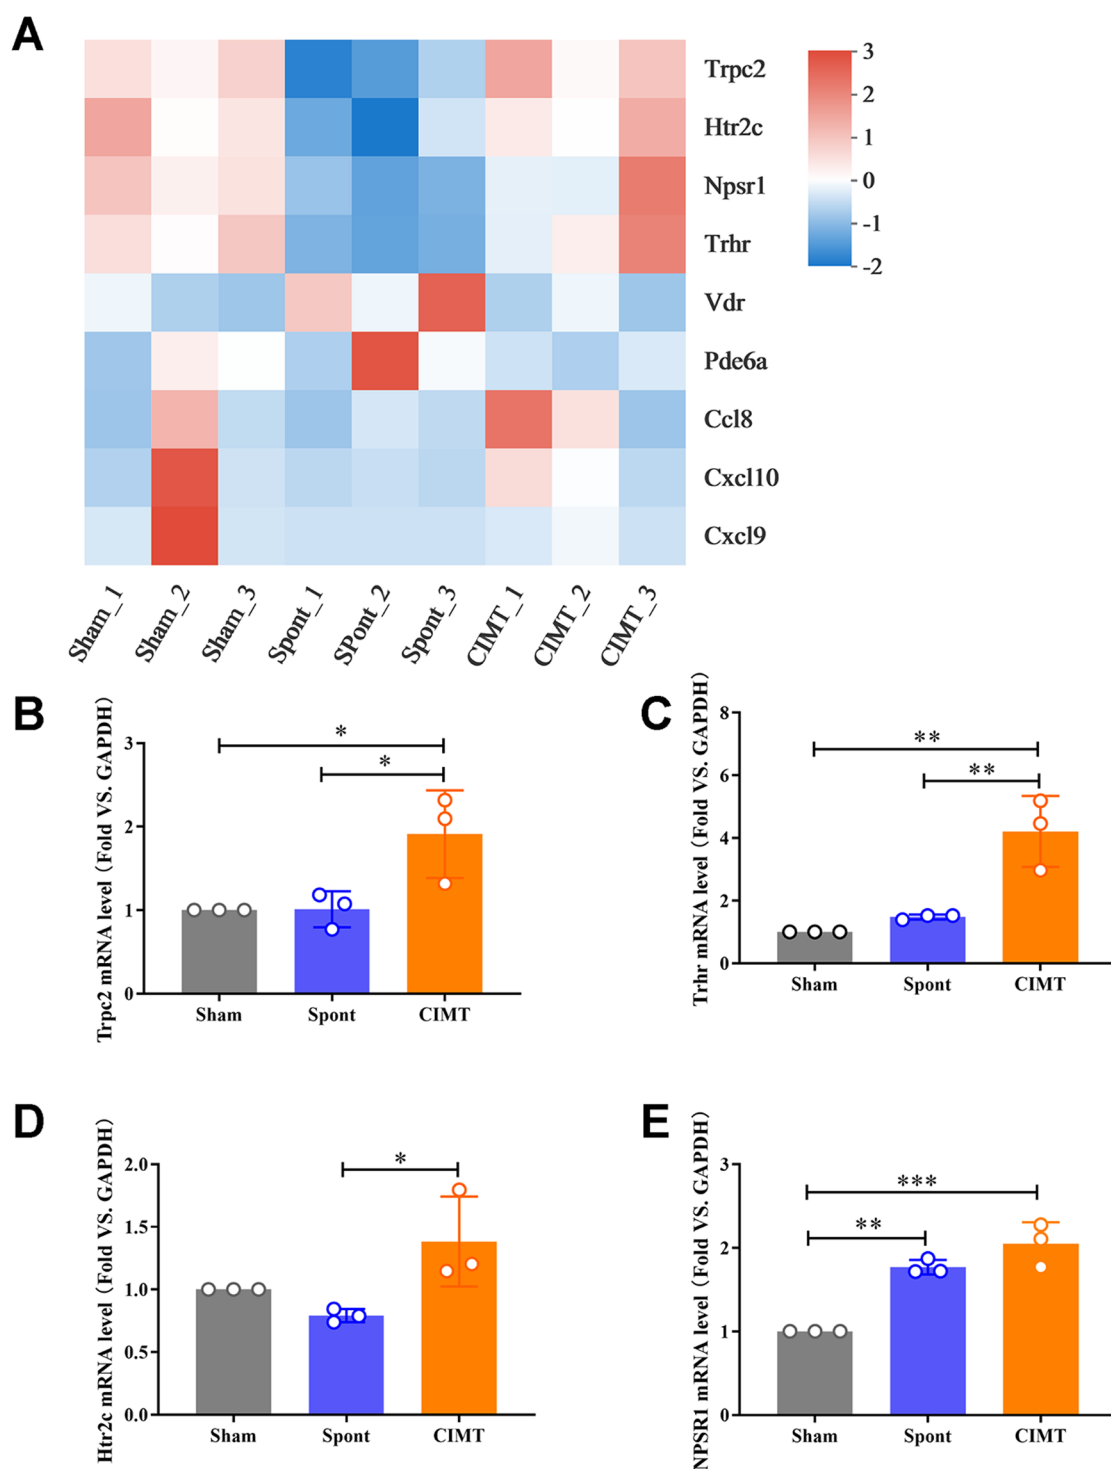 A
Trpc2
Htr2c
Npsr1
Trhr
Vdr
Pde6a
Ccl8
Cxcl10
Cxcl9
3
2
1
0
-1
-2
Sham_1
Sham_2
Sham_3
Spont_1
SPont_2
Spont_3
CIMT_1
CIMT_2
CIMT_3
B
Trpc2 mRNA level (Fold VS. GAPDH)
3
2
1
0
*
*
Sham Spont CIMT
C
Trhr mRNA level (Fold VS. GAPDH)
8
6
4
2
0
**
**
Sham Spont CIMT
D
Htr2c mRNA level (Fold VS. GAPDH)
2.0
1.5
1.0
0.5
0.0
*
Sham Spont CIMT
E
NPSR1 mRNA level (Fold VS. GAPDH)
3
2
1
0
***
**
Sham Spont CIMT